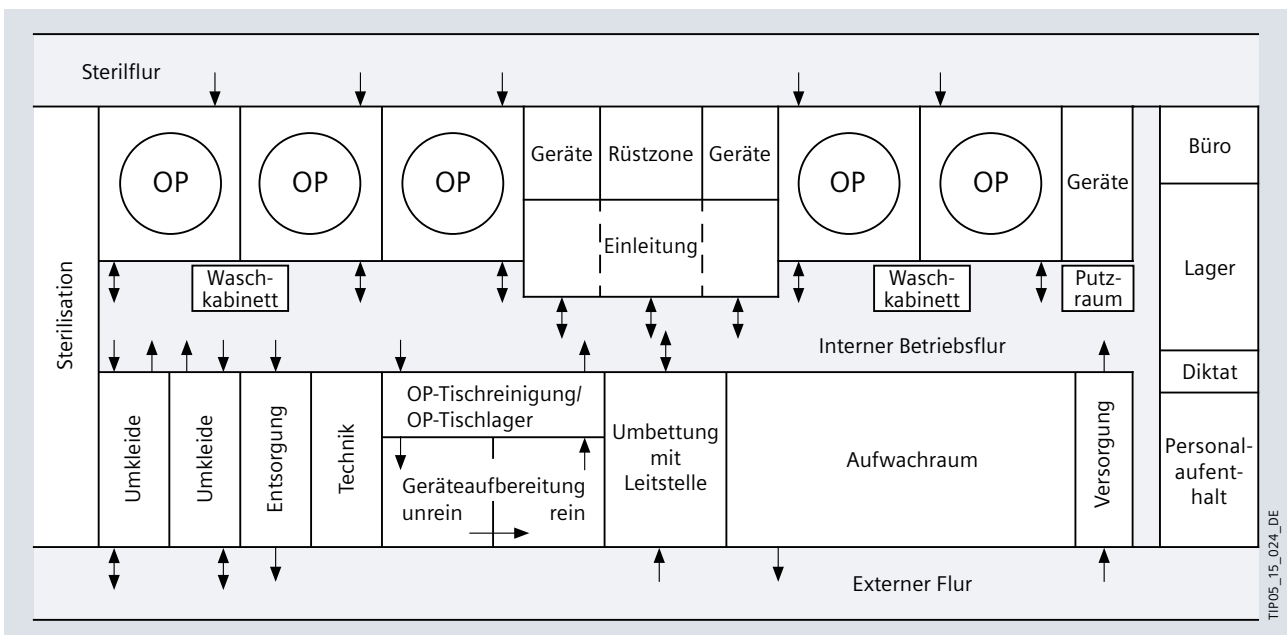 Sterilflur
Sterilisation
OP
OP
OP
Geräte
Rüstzone
Geräte
Einleitung
OP
OP
Geräte
Büro
Lager
Diktat
Personal-
aufent-
halt
Wasch-
kabinett
Wasch-
kabinett
Putz-
raum
Interner Betriebsflur
Umkleide
Umkleide
Entsorgung
Technik
OP-Tischreinigung/
OP-Tischlager
Geräteaufbereitung
unrein rein
Umbettung
mit
Leitstelle
Aufwachraum
Versorgung
Externer Flur
TIP05_15_024_DE